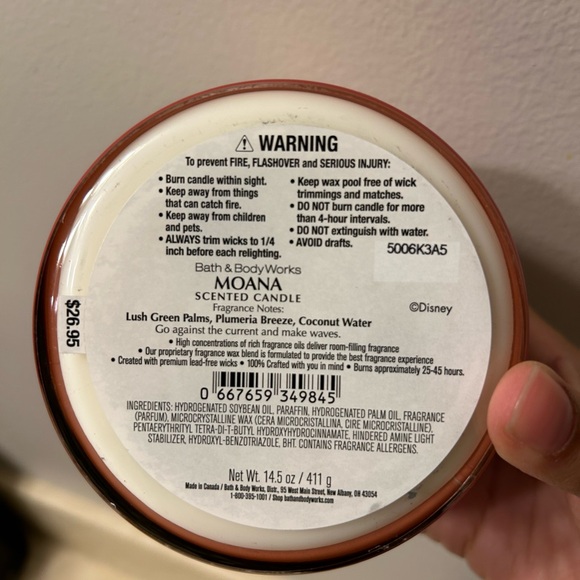 ⚠ WARNING
To prevent FIRE, FLASHOVER and SERIOUS INJURY:
• Burn candle within sight.
• Keep away from things
that can catch fire.
• Keep away from children
and pets.
• ALWAYS trim wicks to 1/4
inch before each relighting.
• Keep wax pool free of wick
trimmings and matches.
• DO NOT burn candle for more
than 4-hour intervals.
• DO NOT extinguish with water.
• AVOID drafts.
5006K3A5
Bath & Body Works
MOANA
SCENTED CANDLE
Fragrance Notes:
Lush Green Palms, Plumeria Breeze, Coconut Water
Go against the current and make waves.
©Disney
$26.95
• High concentrations of rich fragrance oils deliver room-filling fragrance
• Our proprietary fragrance wax blend is formulated to provide the best fragrance experience
• Created with premium lead-free wicks • 100% Crafted with you in mind • Burns approximately 25-45 hours.
0 667659 349845
INGREDIENTS: HYDROGENATED SOYBEAN OIL, PARAFFIN, HYDROGENATED PALM OIL, FRAGRANCE
(PARFUM), MICROCRYSTALLINE WAX (CERA MICROCRISTALLINA, CIRE MICROCRISTALLINE),
PENTAERYTHRITYL TETRA-DI-T-BUTYL HYDROXYHYDROCINNAMATE, HINDERED AMINE LIGHT
STABILIZER, HYDROXYL-BENZOTRIAZOLE, BHT. CONTAINS FRAGRANCE ALLERGENS.
Net Wt. 14.5 oz / 411 g
Made in Canada / Bath & Body Works, Distr., 95 West Main Street, New Albany, OH 43054
1-800-395-1001 / Shop bathandbodyworks.com